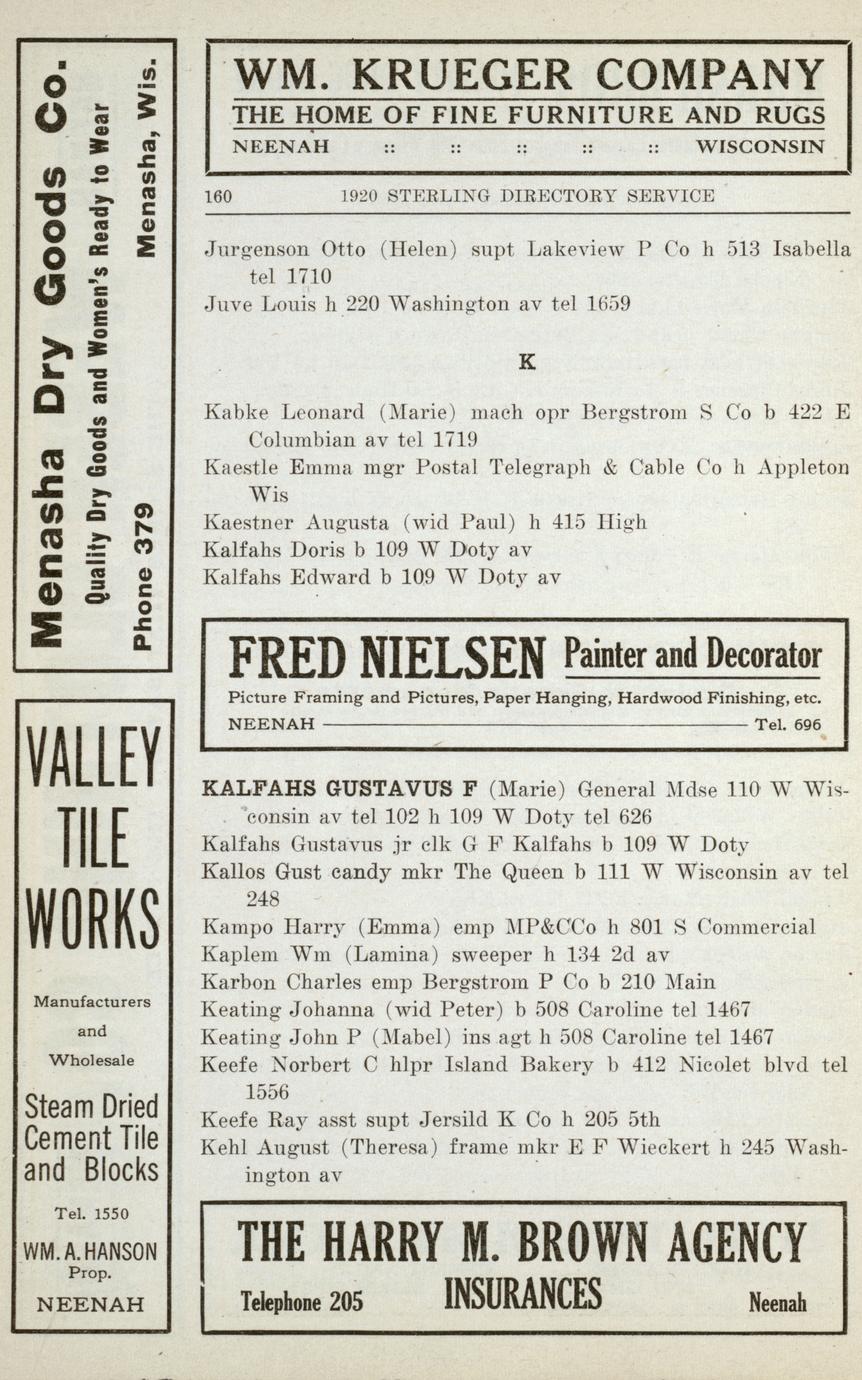 WM. KRUEGER COMPANY
THE HOME OF FINE FURNITURE AND RUGS
NEENAH :: :: :: :: :: WISCONSIN
160 1920 STERLING DIRECTORY SERVICE
Jurgenson Otto (Helen) supt Lakeview P Co h 513 Isabella
tel 1710
Juve Louis h 220 Washington av tel 1659
K
Kabke Leonard (Marie) mach opr Bergstrom S Co b 422 E
Columbian av tel 1719
Kaestle Emma mgr Postal Telegraph & Cable Co h Appleton
Wis
Kaestner Augusta (wid Paul) h 415 High
Kalfahs Doris b 109 W Doty av
Kalfahs Edward b 109 W Doty av
FRED NIELSEN Painter and Decorator
Picture Framing and Pictures, Paper Hanging, Hardwood Finishing, etc.
NEENAH Tel. 696
KALFAHS GUSTAVUS F (Marie) General Mdse 110 W Wis-
consin av tel 102 h 109 W Doty tel 626
Kalfahs Gustavus jr clk G F Kalfahs b 109 W Doty
Kallos Gust candy mkr The Queen b 111 W Wisconsin av tel
248
Kampo Harry (Emma) emp MP&CCo h 801 S Commercial
Kaplem Wm (Lamina) sweeper h 134 2d av
Karbon Charles emp Bergstrom P Co b 210 Main
Keating Johanna (wid Peter) b 508 Caroline tel 1467
Keating John P (Mabel) ins agt h 508 Caroline tel 1467
Keefe Norbert C hlpr Island Bakery b 412 Nicolet blvd tel
1556
Keefe Ray asst supt Jersild K Co h 205 5th
Kehl August (Theresa) frame mkr E F Wieckert h 245 Wash-
ington av
THE HARRY M. BROWN AGENCY
Telephone 205 INSURANCES Neenah
Menasha Dry Goods Co.
Quality Dry Goods and Women's Ready to Wear
Phone 379 Menasha, Wis.
VALLEY
TILE
WORKS
Manufacturers
and
Wholesale
Steam Dried
Cement Tile
and Blocks
Tel. 1550
WM. A. HANSON
Prop.
NEENAH